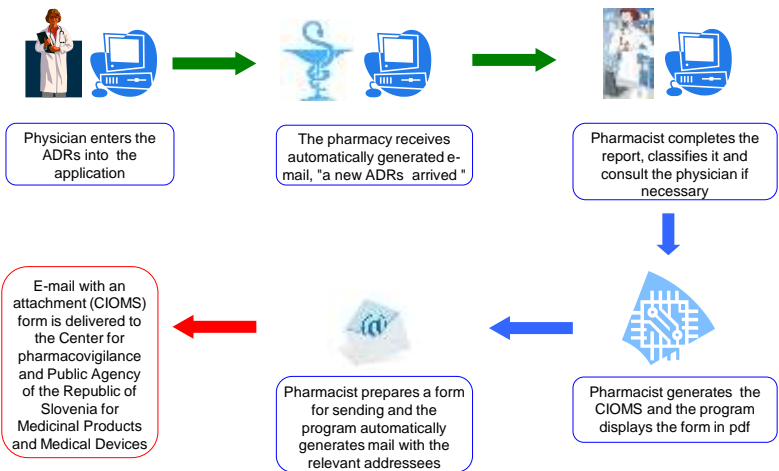 Physician enters the
ADRs into the
application
The pharmacy receives
automatically generated e-
mail, "a new ADRs arrived "
Pharmacist completes the
report, classifies it and
consult the physician if
necessary
E-mail with an
attachment (CIOMS)
form is delivered to
the Center for
pharmacovigilance
and Public Agency
of the Republic of
Slovenia for
Medicinal Products
and Medical Devices
@
Pharmacist prepares a form
for sending and the
program automatically
generates mail with the
relevant addressees
Pharmacist generates the
CIOMS and the program
displays the form in pdf